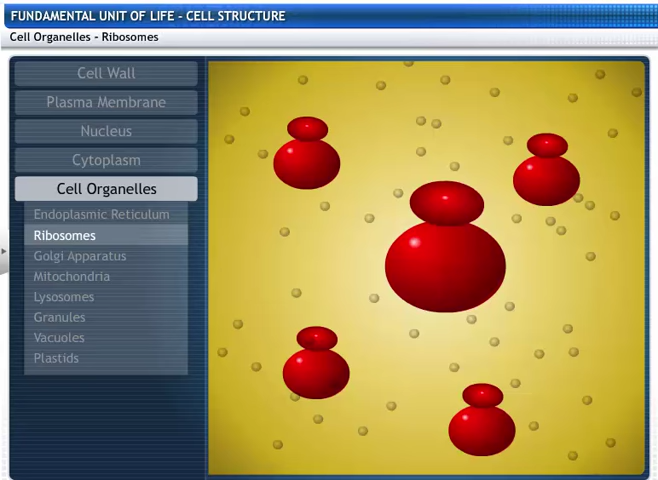 FUNDAMENTAL UNIT OF LIFE - CELL STRUCTURE
Cell Organelles - Ribosomes
Cell Wall
Plasma Membrane
Nucleus
Cytoplasm
Cell Organelles
Endoplasmic Reticulum
Ribosomes
Golgi Apparatus
Mitochondria
Lysosomes
Granules
Vacuoles
Plastids